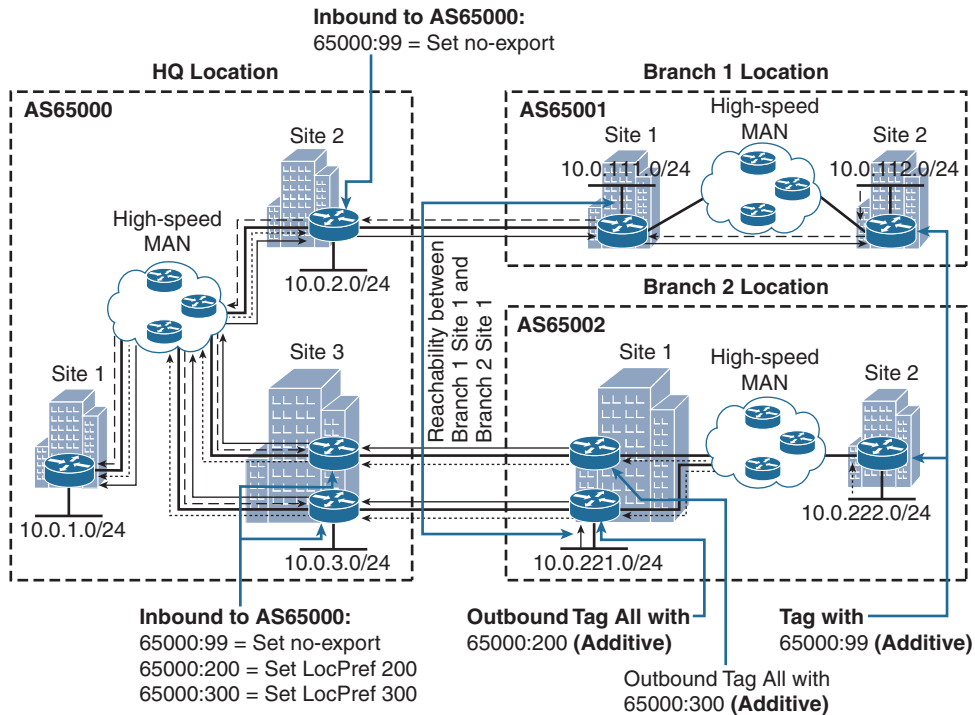 Inbound to AS65000:
65000:99 = Set no-export
HQ Location
Branch 1 Location
AS65000
Site 2
High-speed
MAN
10.0.2.0/24
Site 1
10.0.1.0/24
Site 3
10.0.3.0/24
AS65001
Site 1
10.0.111.0/24
High-speed
MAN
Site 2
10.0.112.0/24
Reachability between
Branch 1 Site 1 and
Branch 2 Site 1
Branch 2 Location
AS65002
Site 1
High-speed
MAN
Site 2
10.0.222.0/24
10.0.221.0/24
Inbound to AS65000:
65000:99 = Set no-export
65000:200 = Set LocPref 200
65000:300 = Set LocPref 300
Outbound Tag All with
65000:200 (Additive)
Tag with
65000:99 (Additive)
Outbound Tag All with
65000:300 (Additive)